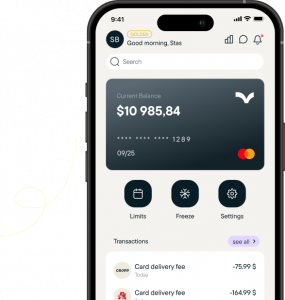 9:41
SB
GOLDEN
Good morning, Stas
Search
Current Balance
$10 985,84
**** **** **** 1289
09/25
Limits
Freeze
Settings
Transactions
see all
CROPP
Card delivery fee
-75.99 $
Today
Card delivery fee
-164.99 $